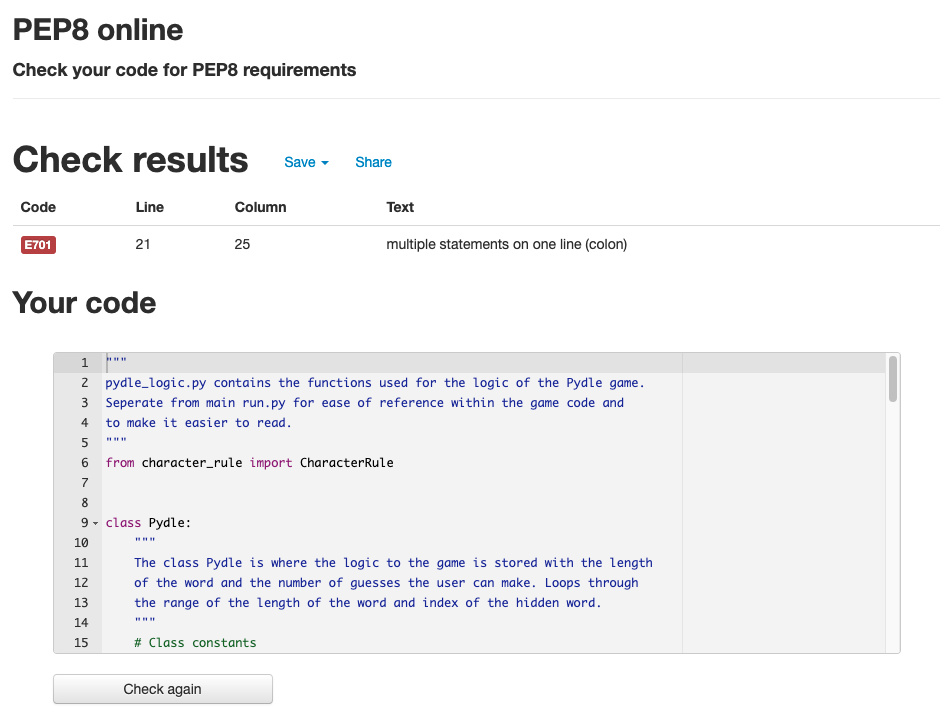 PEP8 online
Check your code for PEP8 requirements
Check results Save Share
Code Line Column Text
E701 21 25 multiple statements on one line (colon)
Your code
1 """
2 pydle_logic.py contains the functions used for the logic of the Pydle game.
3 Seperate from main run.py for ease of reference within the game code and
4 to make it easier to read.
5 """
6 from character_rule import CharacterRule
7
8
9 class Pydle:
10 """
11 The class Pydle is where the logic to the game is stored with the length
12 of the word and the number of guesses the user can make. Loops through
13 the range of the length of the word and index of the hidden word.
14 """
15 # Class constants
Check again